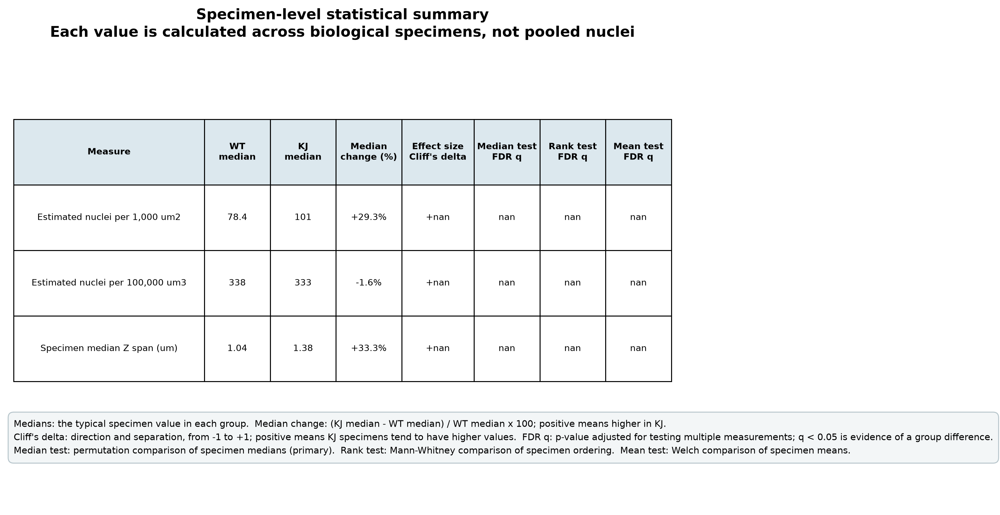 Specimen-level statistical summary
Each value is calculated across biological specimens, not pooled nuclei
Measure
WT
median
KJ
median
Median
change (%)
Effect size
Cliff's delta
Median test
FDR q
Rank test
FDR q
Mean test
FDR q
Estimated nuclei per 1,000 um2 78.4 101 +29.3% +nan nan nan nan
Estimated nuclei per 100,000 um3 338 333 -1.6% +nan nan nan nan
Specimen median Z span (um) 1.04 1.38 +33.3% +nan nan nan nan
Medians: the typical specimen value in each group.  Median change: (KJ median - WT median) / WT median x 100; positive means higher in KJ.
Cliff's delta: direction and separation, from -1 to +1; positive means KJ specimens tend to have higher values.  FDR q: p-value adjusted for testing multiple measurements; q < 0.05 is evidence of a group difference.
Median test: permutation comparison of specimen medians (primary).  Rank test: Mann-Whitney comparison of specimen ordering.  Mean test: Welch comparison of specimen means.